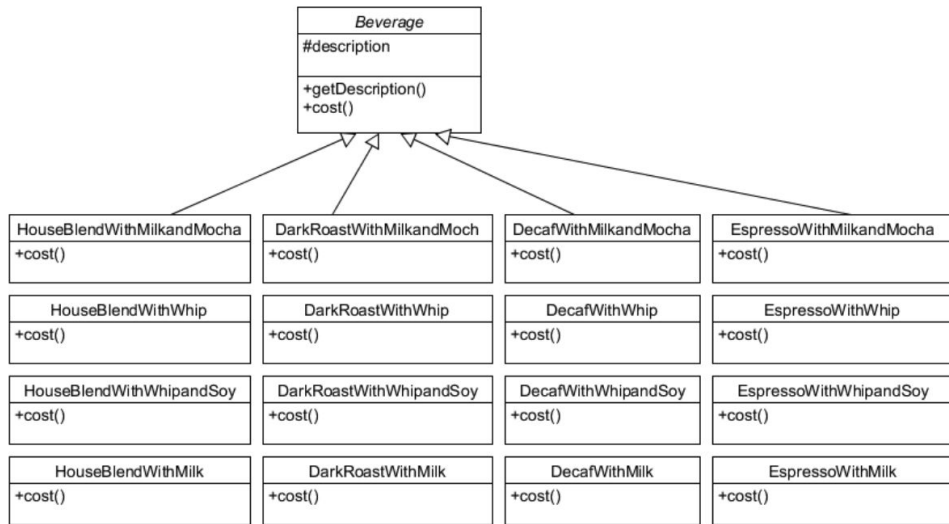 Beverage
#description
+getDescription()
+cost()
HouseBlendWithMilkandMocha
+cost()
DarkRoastWithMilkandMoch
+cost()
DecafWithMilkandMocha
+cost()
EspressoWithMilkandMocha
+cost()
HouseBlendWithWhip
+cost()
DarkRoastWithWhip
+cost()
DecafWithWhip
+cost()
EspressoWithWhip
+cost()
HouseBlendWithWhipandSoy
+cost()
DarkRoastWithWhipandSoy
+cost()
DecafWithWhipandSoy
+cost()
EspressoWithWhipandSoy
+cost()
HouseBlendWithMilk
+cost()
DarkRoastWithMilk
+cost()
DecafWithMilk
+cost()
EspressoWithMilk
+cost()